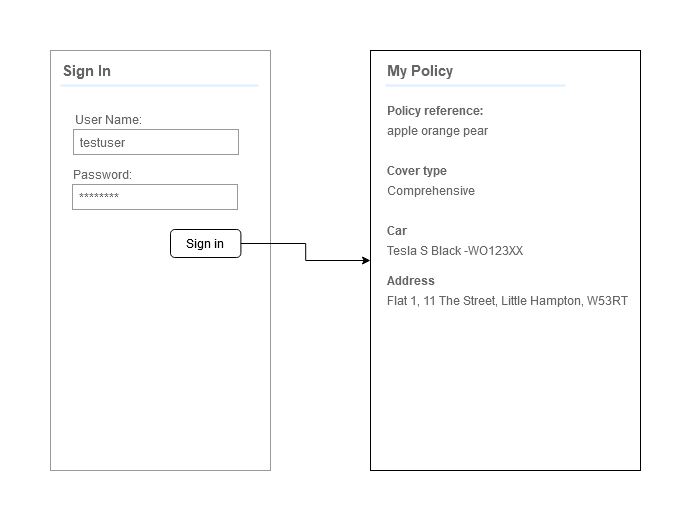 Sign In
User Name:
testuser
Password:
********
Sign in
My Policy
Policy reference:
apple orange pear
Cover type
Comprehensive
Car
Tesla S Black -WO123XX
Address
Flat 1, 11 The Street, Little Hampton, W53RT